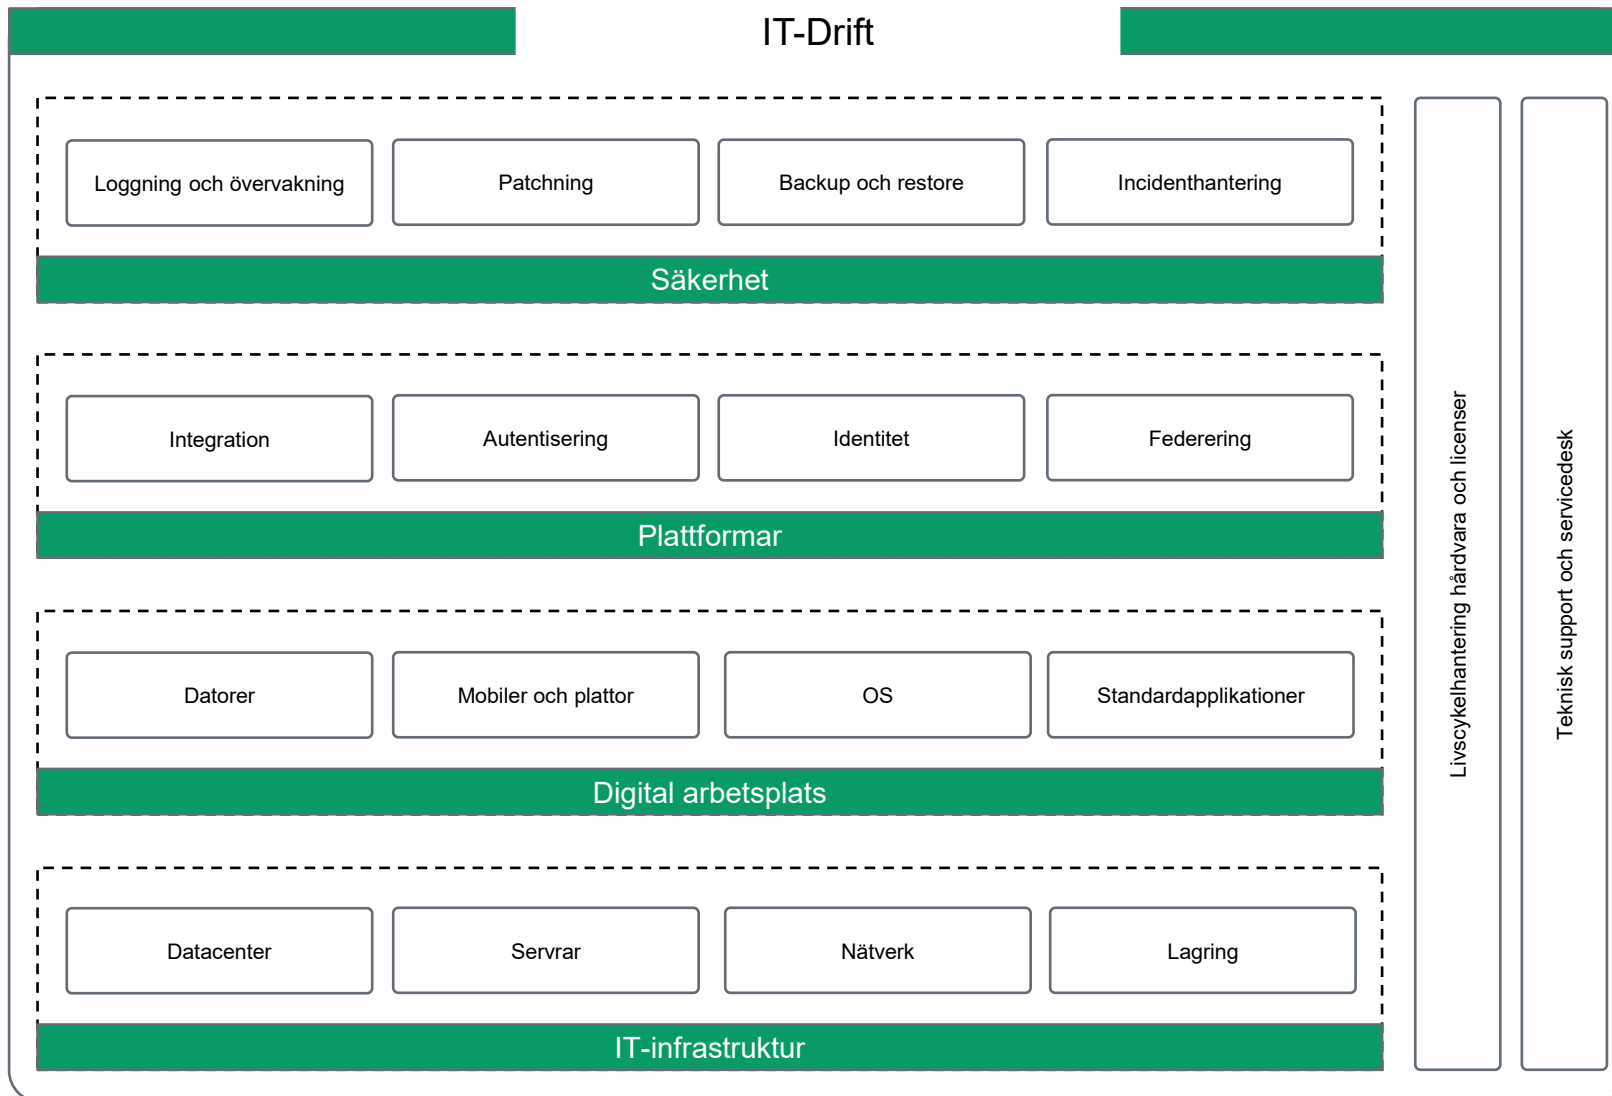 IT-Drift
Loggning och övervakning
Patchning
Backup och restore
Incidenthantering
Säkerhet
Integration
Autentisering
Identitet
Federering
Plattformar
Datorer
Mobiler och plattor
OS
Standardapplikationer
Digital arbetsplats
Datacenter
Servrar
Nätverk
Lagring
IT-infrastruktur
Livscykelhantering hårdvara och licenser
Teknisk support och servicedesk